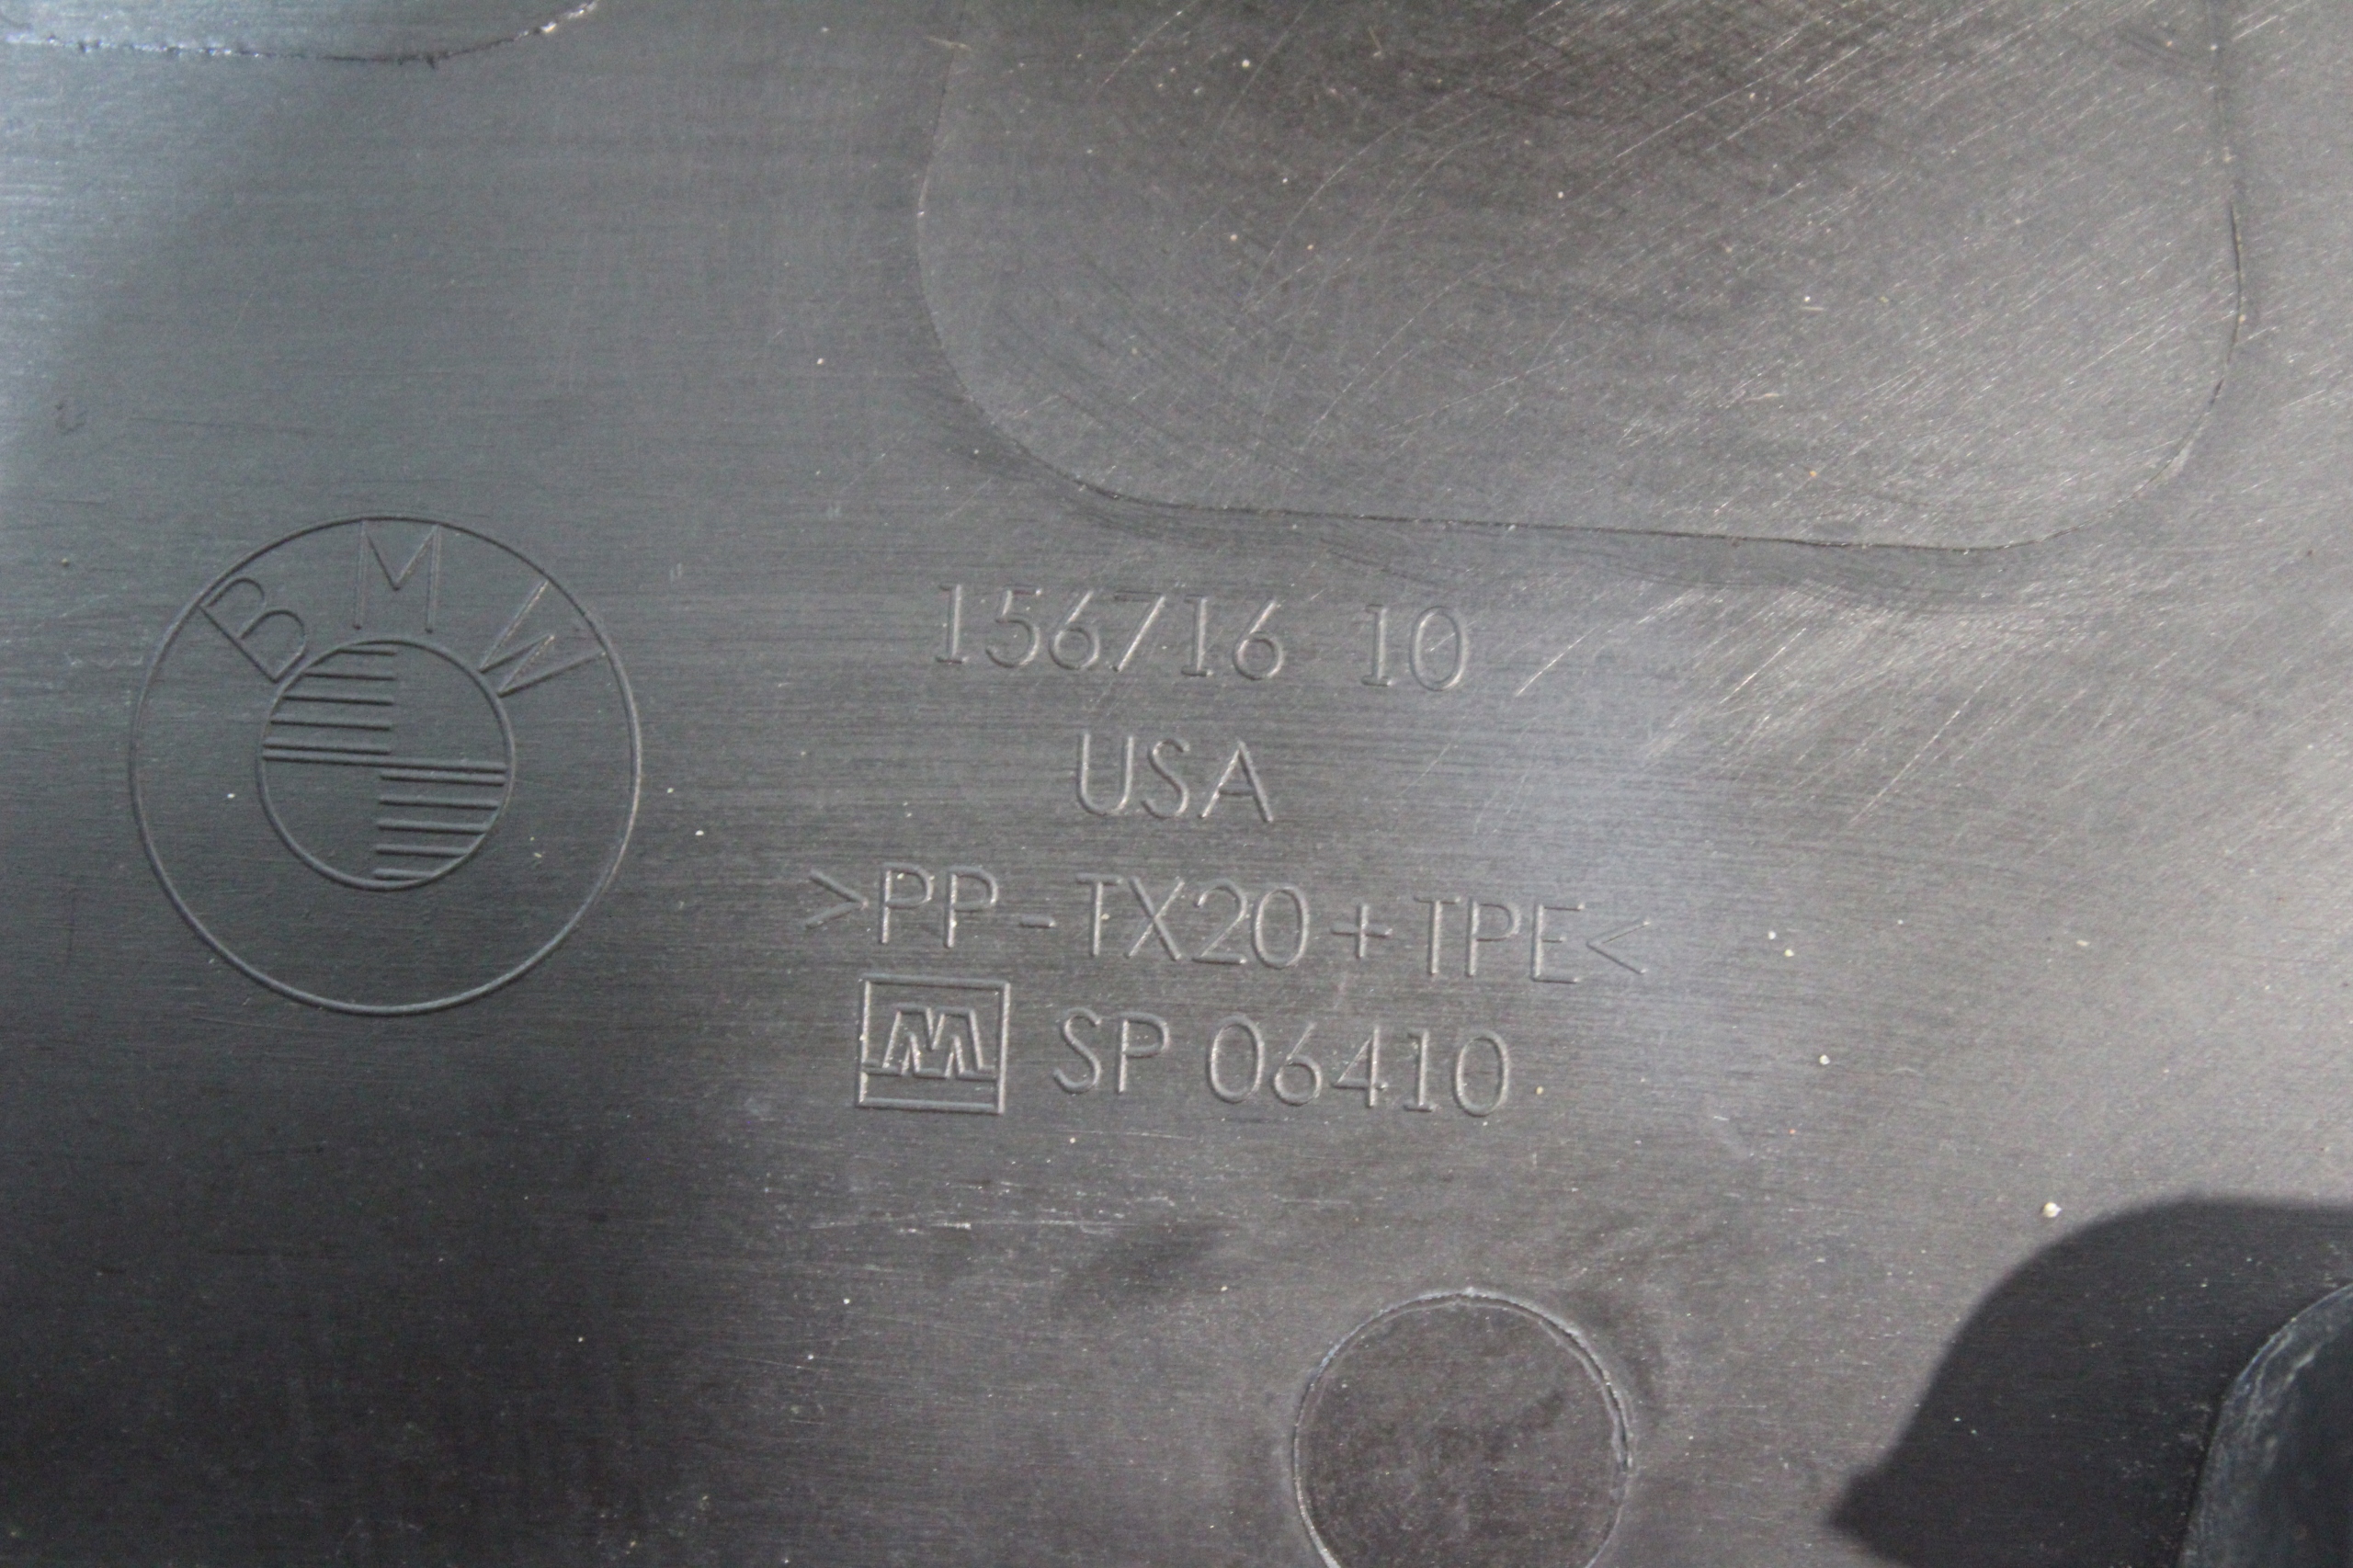 BMW
156716 10
USA
>PP-TX20+TPE<
SP 06410